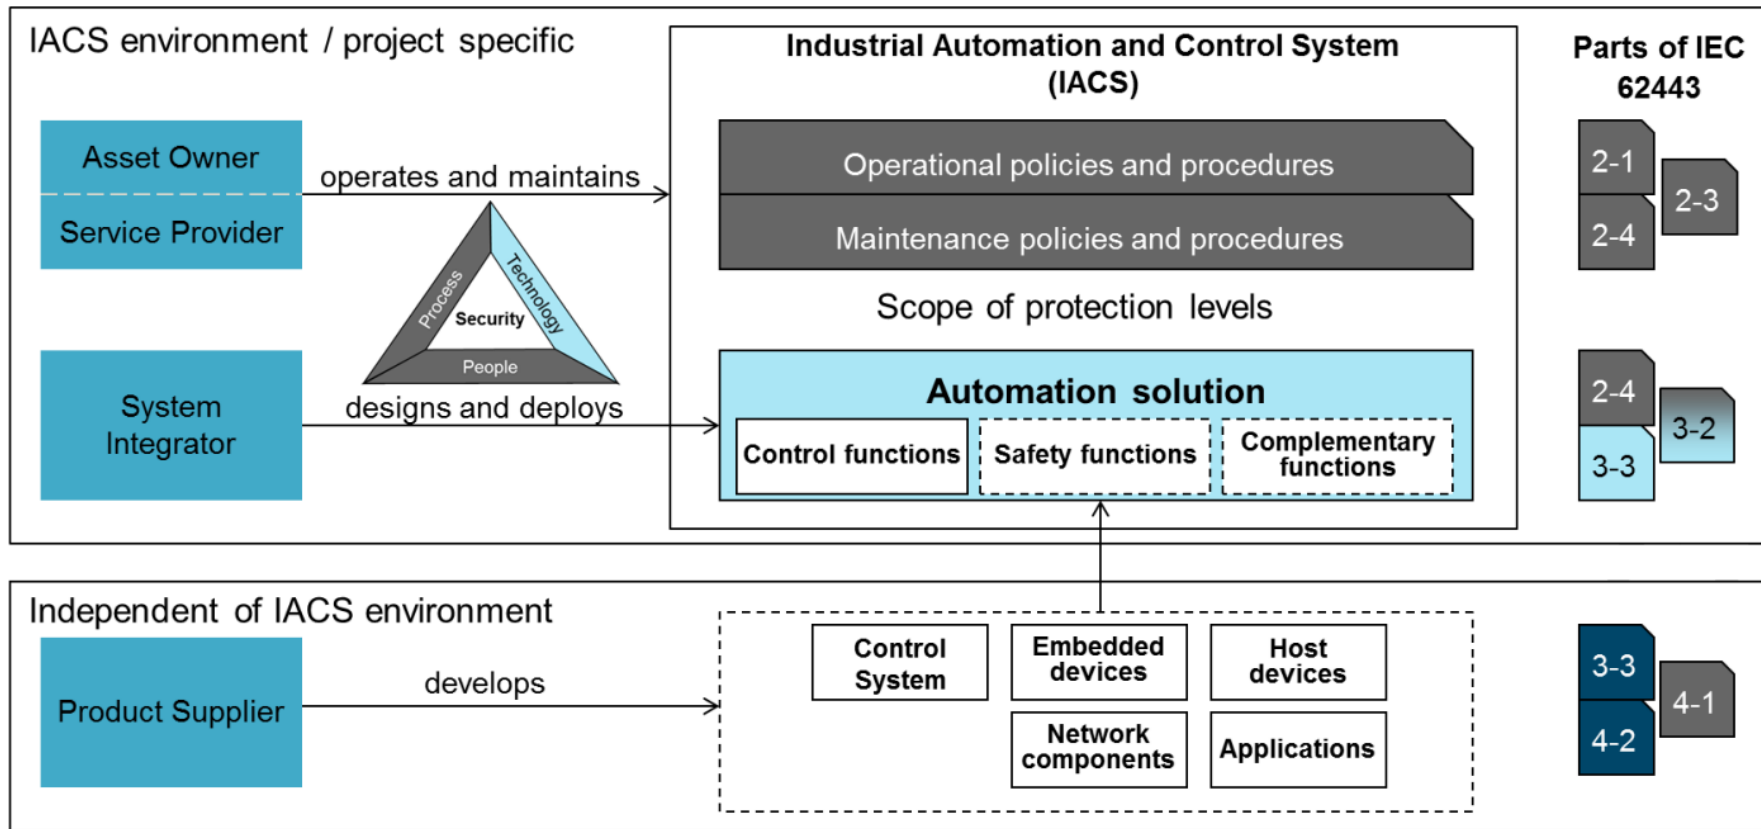 IACS environment / project specific
Industrial Automation and Control System
(IACS)
Parts of IEC
62443
Asset Owner
Service Provider
operates and maintains
Operational policies and procedures
Maintenance policies and procedures
2-1
2-3
2-4
Process
Technology
Security
People
Scope of protection levels
System
Integrator
designs and deploys
Automation solution
Control functions
Safety functions
Complementary
functions
2-4
3-2
3-3
Independent of IACS environment
Product Supplier
develops
Control
System
Embedded
devices
Host
devices
Network
components
Applications
3-3
4-1
4-2